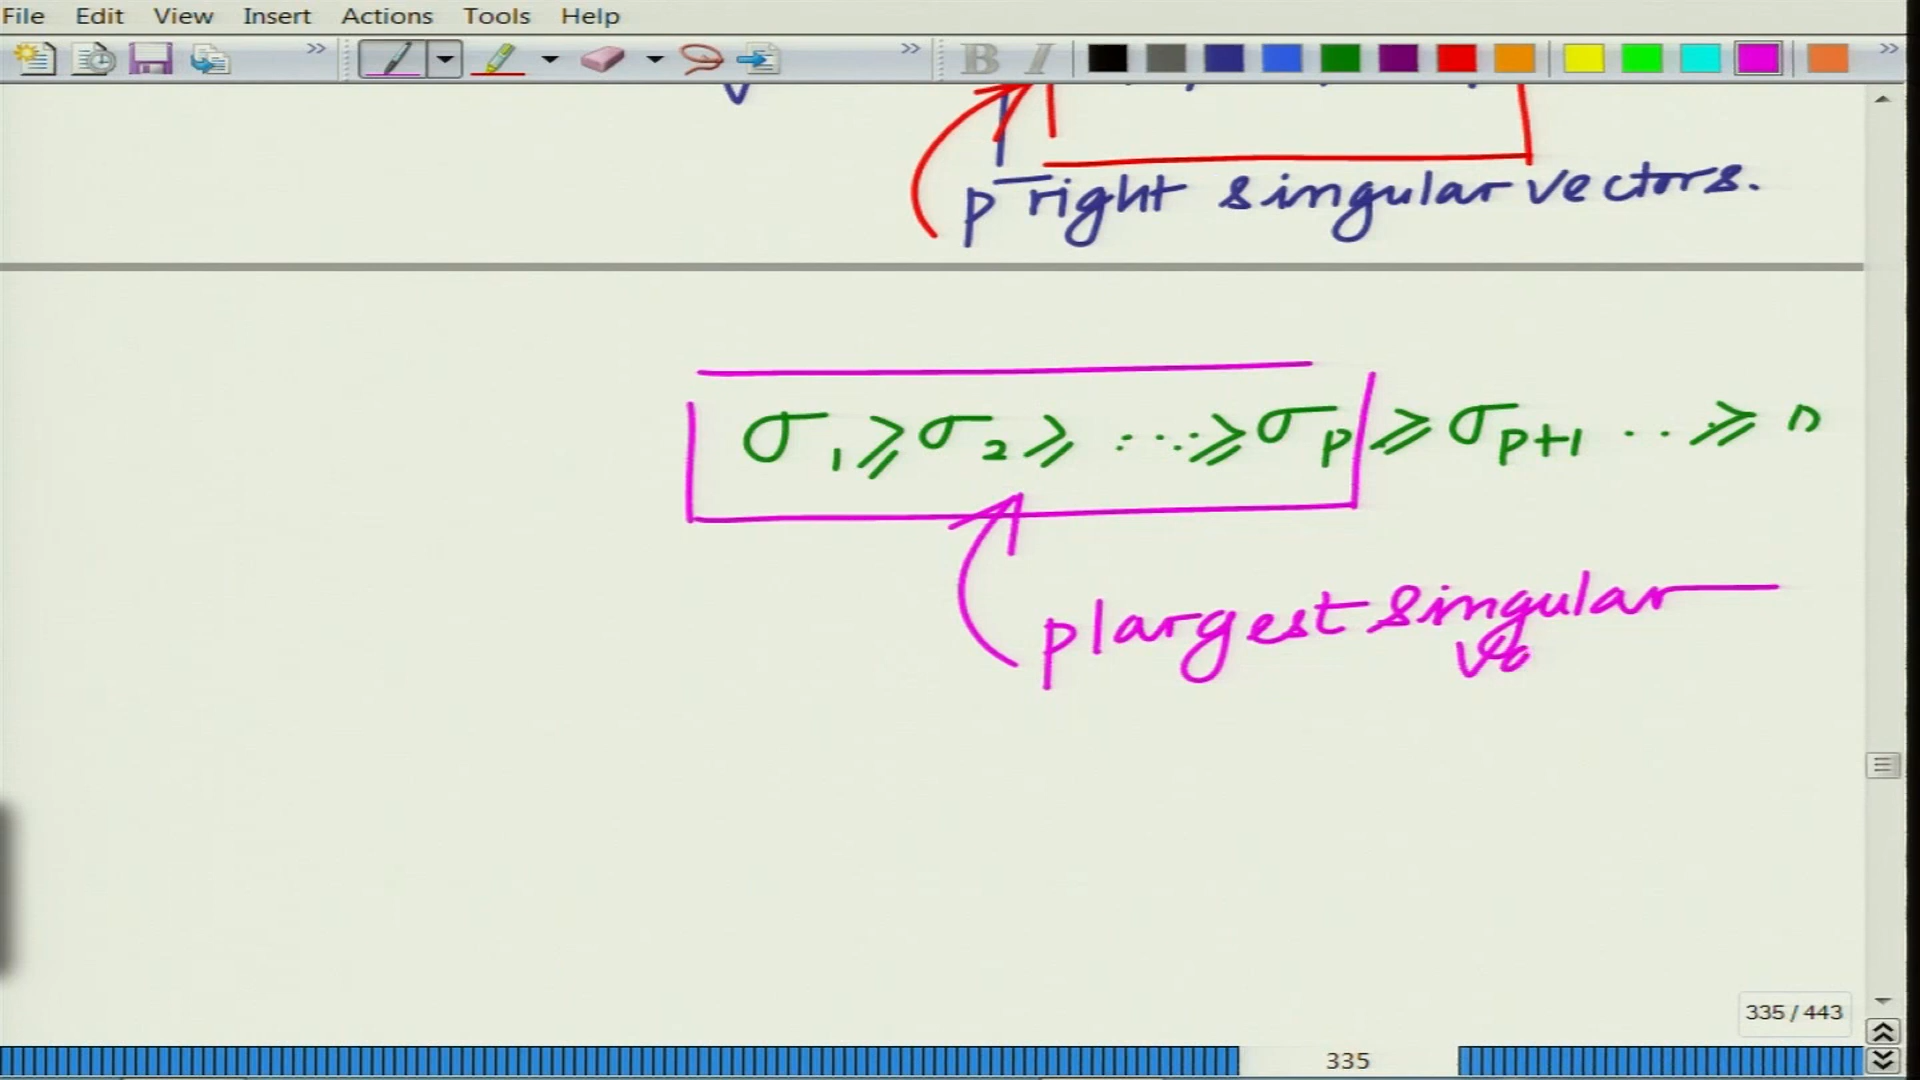 File Edit View Insert Actions Tools Help
B I
p right singular vectors.
σ₁ ≥ σ₂ ≥ ..... ≥ σₚ ≥ σₚ₊₁ ... ≥ 0
p largest singular
335 / 443
335